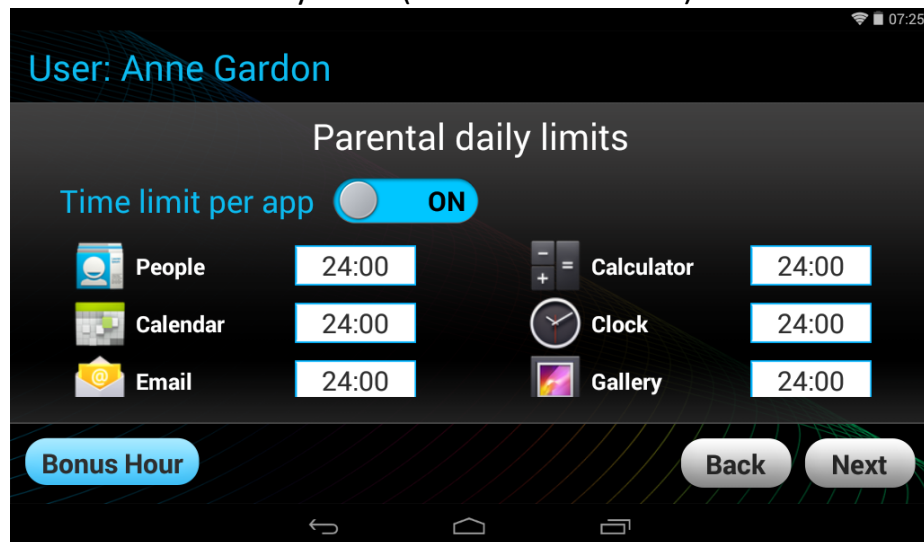 07:25
User: Anne Gardon
Parental daily limits
Time limit per app ON
People 24:00 Calculator 24:00
Calendar 24:00 Clock 24:00
Email 24:00 Gallery 24:00
Bonus Hour Back Next